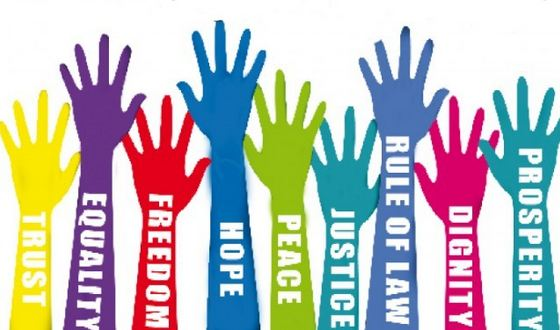 TRUST
EQUALITY
FREEDOM
HOPE
PEACE
JUSTICE
RULE OF LAW
DIGNITY
PROSPERITY